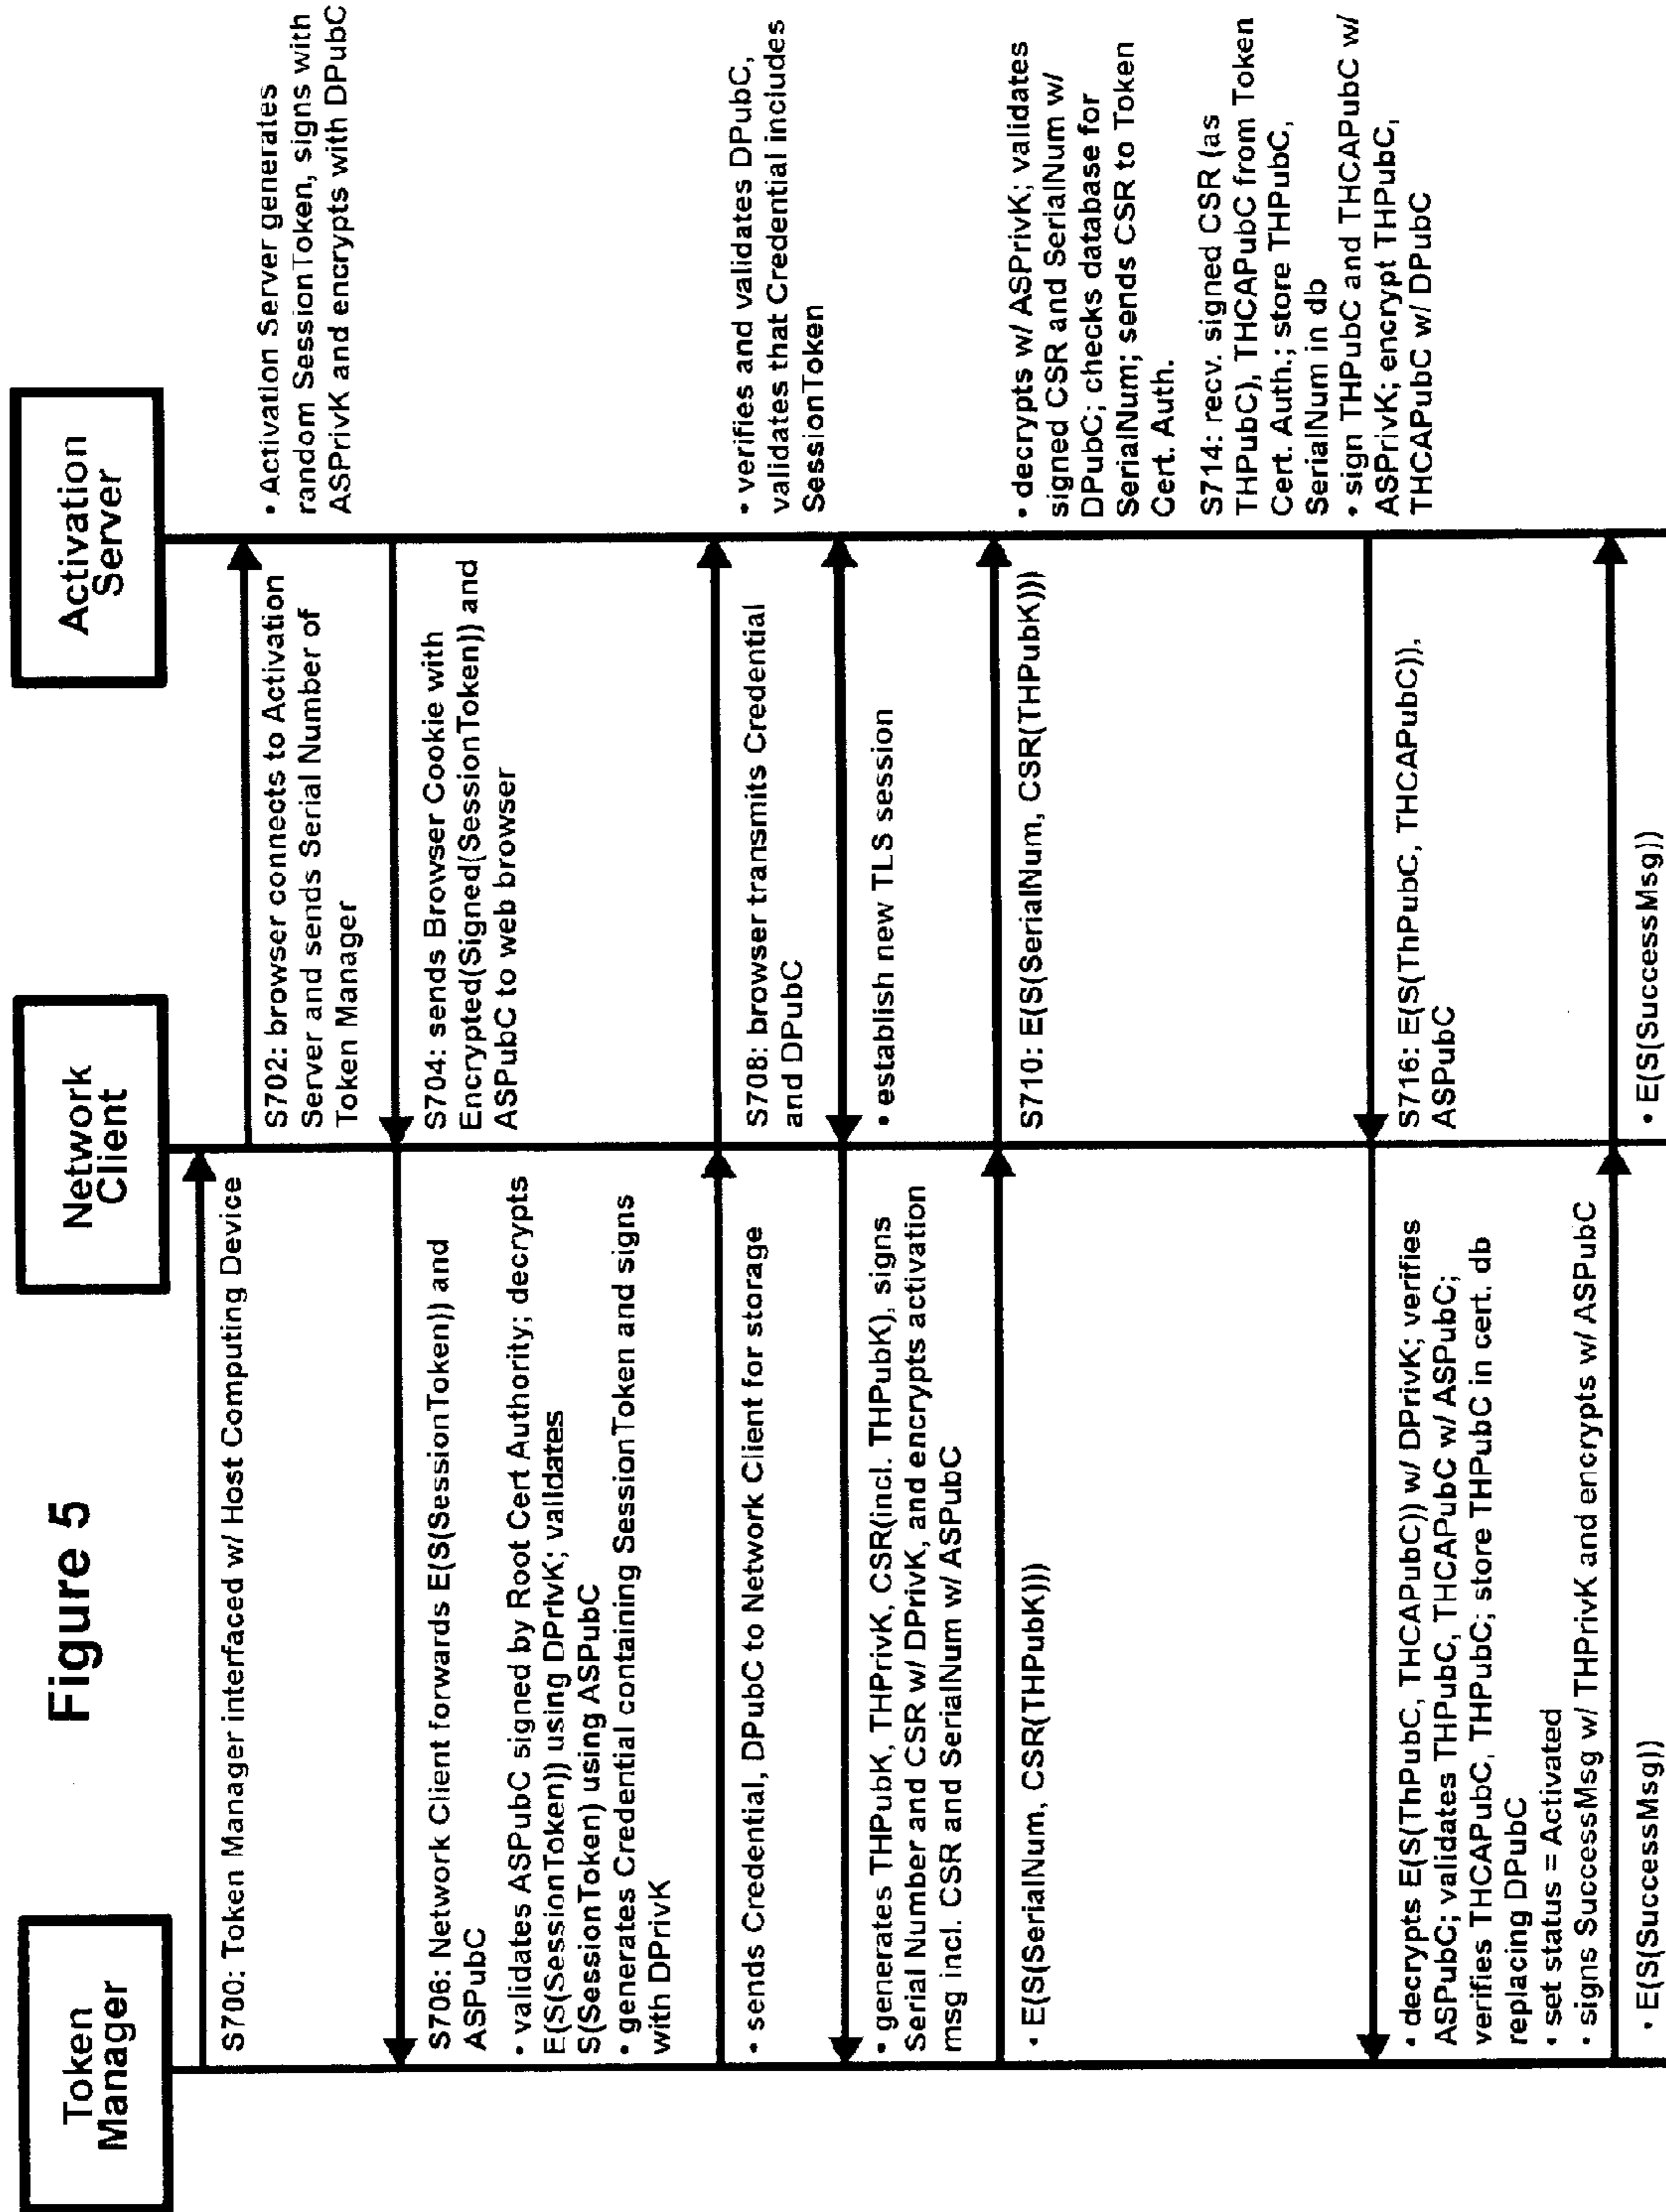 Figure 5
Token
Manager
Network
Client
Activation
Server
S700: Token Manager interfaced w/ Host Computing Device
S702: browser connects to Activation
Server and sends Serial Number of
Token Manager
• Activation Server generates
random SessionToken, signs with
ASPrivK and encrypts with DPubC
S704: sends Browser Cookie with
Encrypted(Signed(SessionToken)) and
ASPubC to web browser
S706: Network Client forwards E(S(SessionToken)) and
ASPubC
• validates ASPubC signed by Root Cert Authority; decrypts
E(S(SessionToken)) using DPrivK; validates
S(SessionToken) using ASPubC
• generates Credential containing SessionToken and signs
with DPrivK
• sends Credential, DPubC to Network Client for storage
S708: browser transmits Credential
and DPubC
• verifies and validates DPubC,
validates that Credential includes
SessionToken
• establish new TLS session
• generates THPubK, THPrivK, CSR(incl. THPubK), signs
Serial Number and CSR w/ DPrivK, and encrypts activation
msg incl. CSR and SerialNum w/ ASPubC
• E(S(SerialNum, CSR(THPubK)))
S710: E(S(SerialNum, CSR(THPubK)))
• decrypts w/ ASPrivK; validates
signed CSR and SerialNum w/
DPubC; checks database for
SerialNum; sends CSR to Token
Cert. Auth.
S714: recv. signed CSR (as
THPubC), THCAPubC from Token
Cert. Auth.; store THPubC,
SerialNum in db
• sign THPubC and THCAPubC w/
ASPrivK; encrypt THPubC,
THCAPubC w/ DPubC
S716: E(S(ThPubC, THCAPubC)),
ASPubC
• decrypts E(S(ThPubC, THCAPubC)) w/ DPrivK; verifies
ASPubC; validates THPubC, THCAPubC w/ ASPubC;
verifies THCAPubC, THPubC; store THPubC in cert. db
replacing DPubC
• set status = Activated
• signs SuccessMsg w/ THPrivK and encrypts w/ ASPubC
• E(S(SuccessMsg))
• E(S(SuccessMsg))